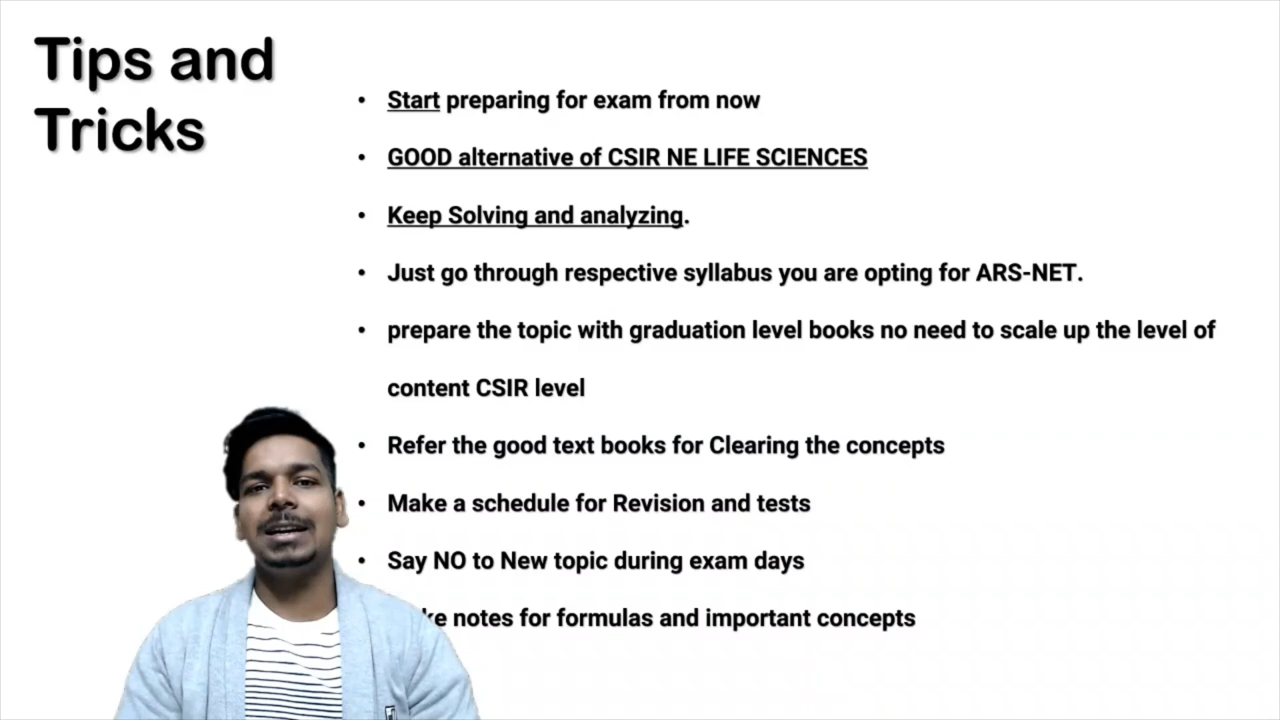 Tips and
Tricks
• Start preparing for exam from now
• GOOD alternative of CSIR NE LIFE SCIENCES
• Keep Solving and analyzing.
• Just go through respective syllabus you are opting for ARS-NET.
• prepare the topic with graduation level books no need to scale up the level of
content CSIR level
• Refer the good text books for Clearing the concepts
• Make a schedule for Revision and tests
• Say NO to New topic during exam days
notes for formulas and important concepts